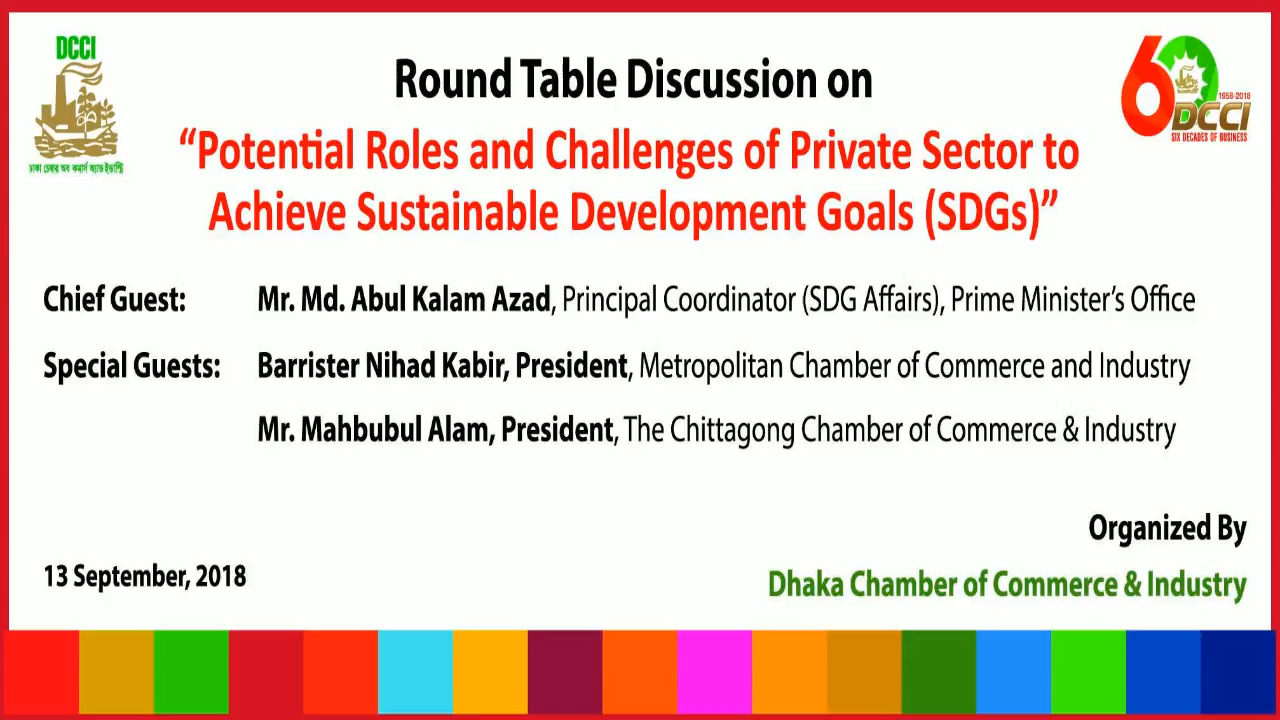 DCCI
ঢাকা চেম্বার অব কমার্স অ্যান্ড ইন্ডাস্ট্রি
Round Table Discussion on
“Potential Roles and Challenges of Private Sector to
Achieve Sustainable Development Goals (SDGs)”
60
1958-2018
DCCI
SIX DECADES OF BUSINESS
Chief Guest: Mr. Md. Abul Kalam Azad, Principal Coordinator (SDG Affairs), Prime Minister’s Office
Special Guests: Barrister Nihad Kabir, President, Metropolitan Chamber of Commerce and Industry
Mr. Mahbubul Alam, President, The Chittagong Chamber of Commerce & Industry
Organized By
13 September, 2018
Dhaka Chamber of Commerce & Industry